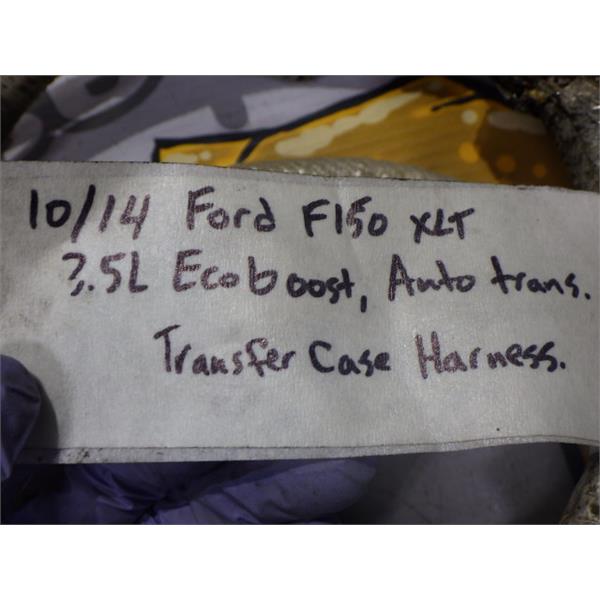 10/14 Ford F150 XLT
3.5L Ecoboost, Auto trans.
Transfer Case Harness.